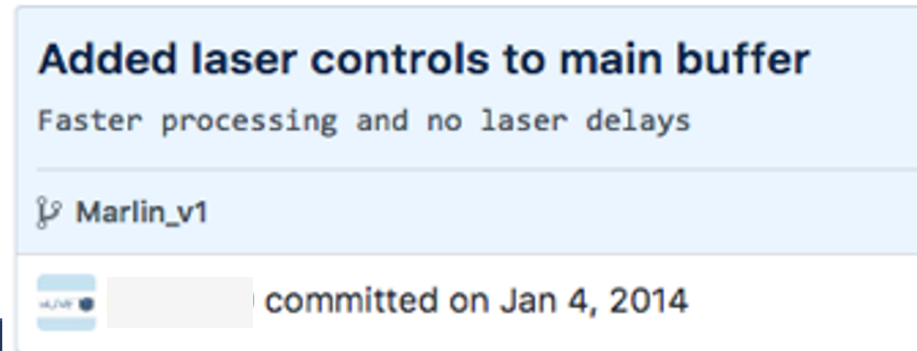 Added laser controls to main buffer
Faster processing and no laser delays
Marlin_v1
committed on Jan 4, 2014